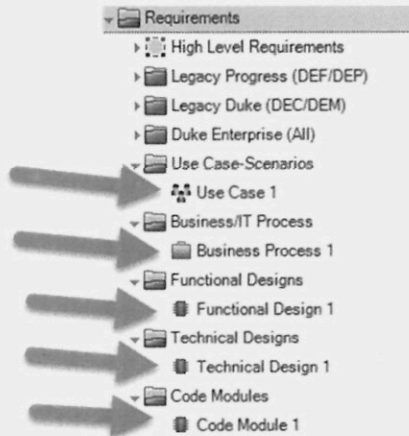 Requirements
High Level Requirements
Legacy Progress (DEF/DEP)
Legacy Duke (DEC/DEM)
Duke Enterprise (All)
Use Case-Scenarios
Use Case 1
Business/IT Process
Business Process 1
Functional Designs
Functional Design 1
Technical Designs
Technical Design 1
Code Modules
Code Module 1